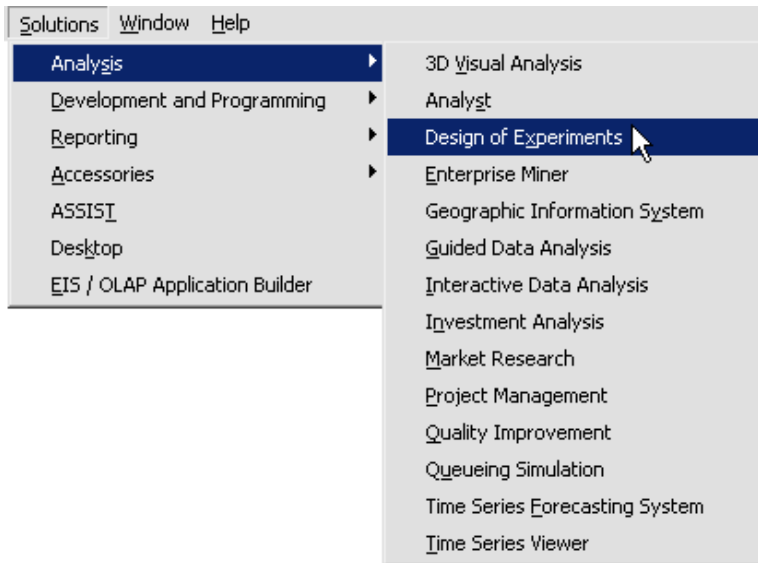 Solutions Window Help
Analysis
Development and Programming
Reporting
Accessories
ASSIST
Desktop
EIS / OLAP Application Builder
3D Visual Analysis
Analyst
Design of Experiments
Enterprise Miner
Geographic Information System
Guided Data Analysis
Interactive Data Analysis
Investment Analysis
Market Research
Project Management
Quality Improvement
Queueing Simulation
Time Series Forecasting System
Time Series Viewer